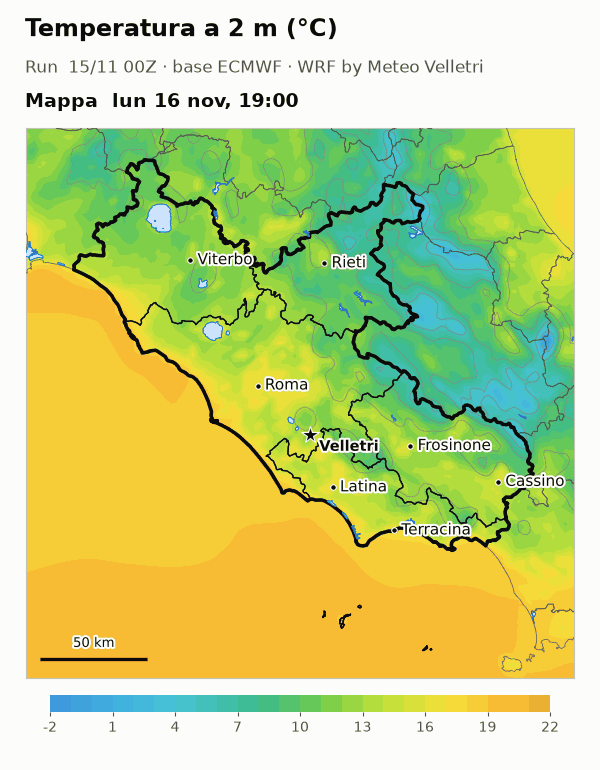 Temperatura a 2 m (°C)
Run  15/11 00Z · base ECMWF · WRF by Meteo Velletri
Mappa  lun 16 nov, 19:00
Viterbo
Rieti
Roma
Velletri
Frosinone
Cassino
Latina
Terracina
50 km
-2 1 4 7 10 13 16 19 22